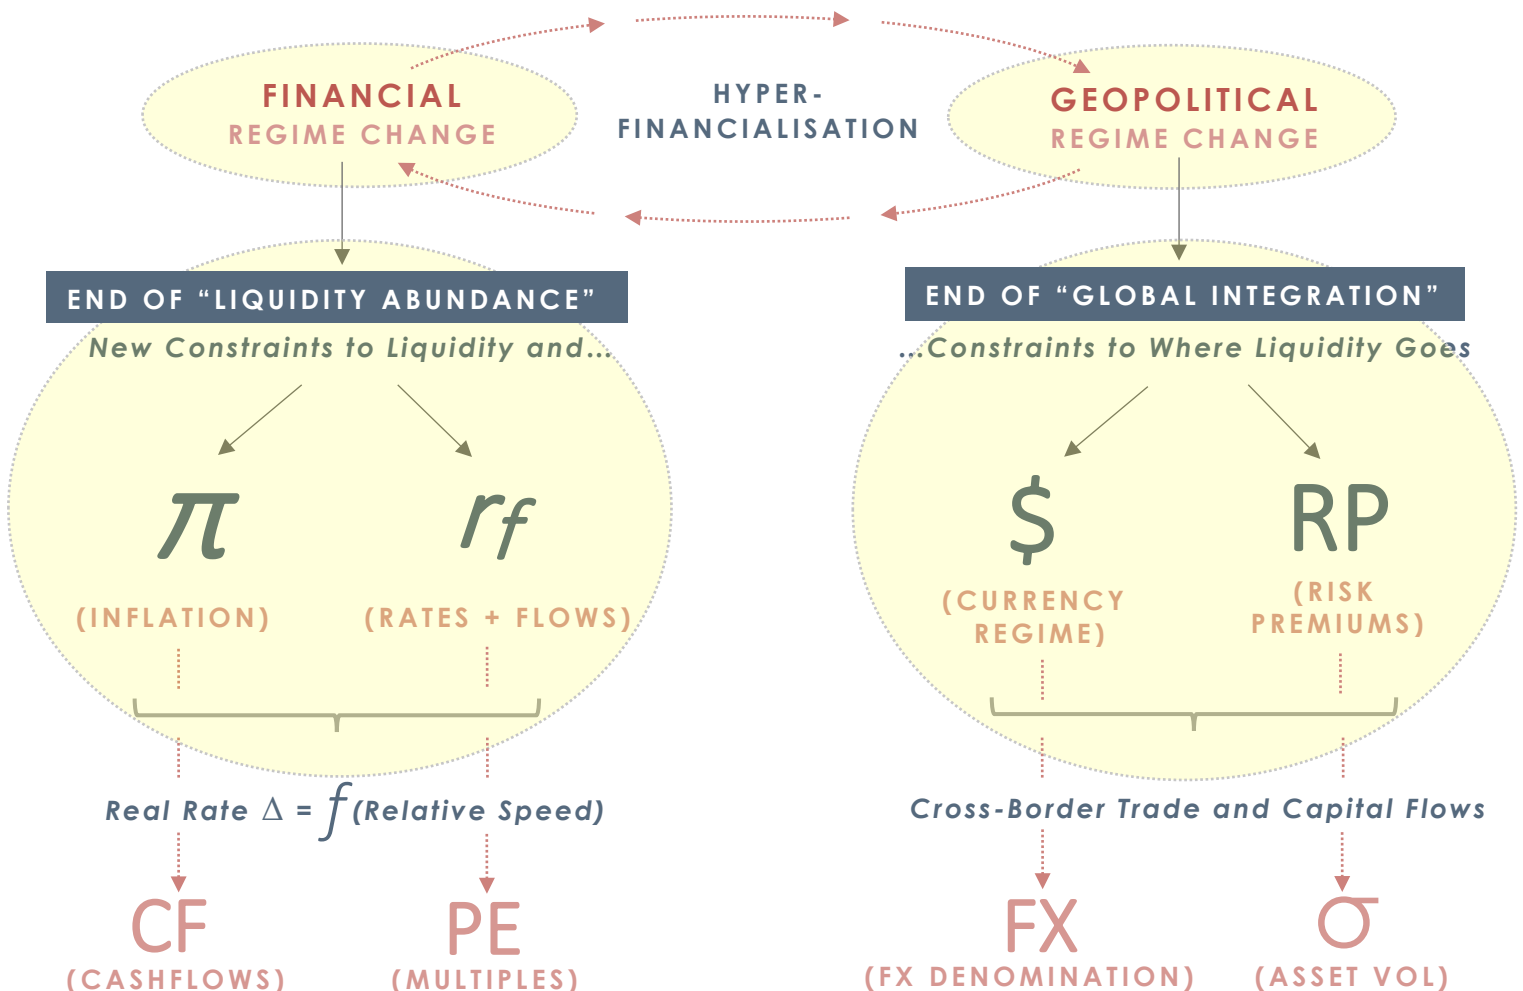 FINANCIAL
REGIME CHANGE
HYPER-
FINANCIALISATION
GEOPOLITICAL
REGIME CHANGE
END OF “LIQUIDITY ABUNDANCE”
New Constraints to Liquidity and...
π
rf
(INFLATION)
(RATES + FLOWS)
Real Rate Δ = f(Relative Speed)
CF
(CASHFLOWS)
PE
(MULTIPLES)
END OF “GLOBAL INTEGRATION”
...Constraints to Where Liquidity Goes
$
RP
(CURRENCY
REGIME)
(RISK
PREMIUMS)
Cross-Border Trade and Capital Flows
FX
(FX DENOMINATION)
σ
(ASSET VOL)